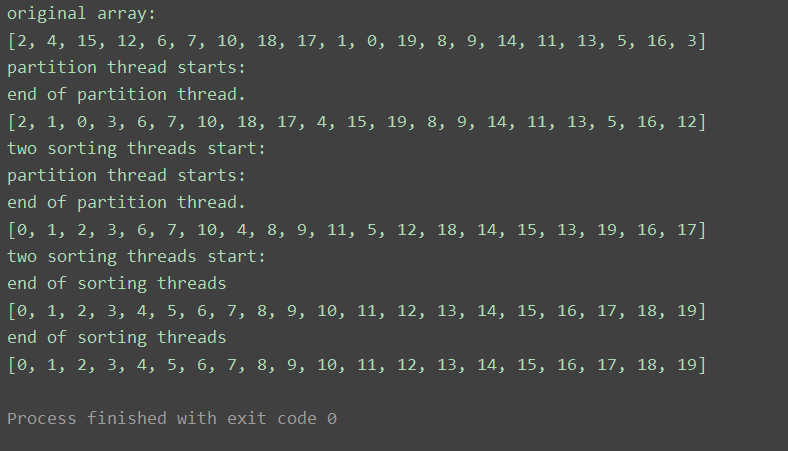 original array:
[2, 4, 15, 12, 6, 7, 10, 18, 17, 1, 0, 19, 8, 9, 14, 11, 13, 5, 16, 3]
partition thread starts:
end of partition thread.
[2, 1, 0, 3, 6, 7, 10, 18, 17, 4, 15, 19, 8, 9, 14, 11, 13, 5, 16, 12]
two sorting threads start:
partition thread starts:
end of partition thread.
[0, 1, 2, 3, 6, 7, 10, 4, 8, 9, 11, 5, 12, 18, 14, 15, 13, 19, 16, 17]
two sorting threads start:
end of sorting threads
[0, 1, 2, 3, 4, 5, 6, 7, 8, 9, 10, 11, 12, 13, 14, 15, 16, 17, 18, 19]
end of sorting threads
[0, 1, 2, 3, 4, 5, 6, 7, 8, 9, 10, 11, 12, 13, 14, 15, 16, 17, 18, 19]
Process finished with exit code 0